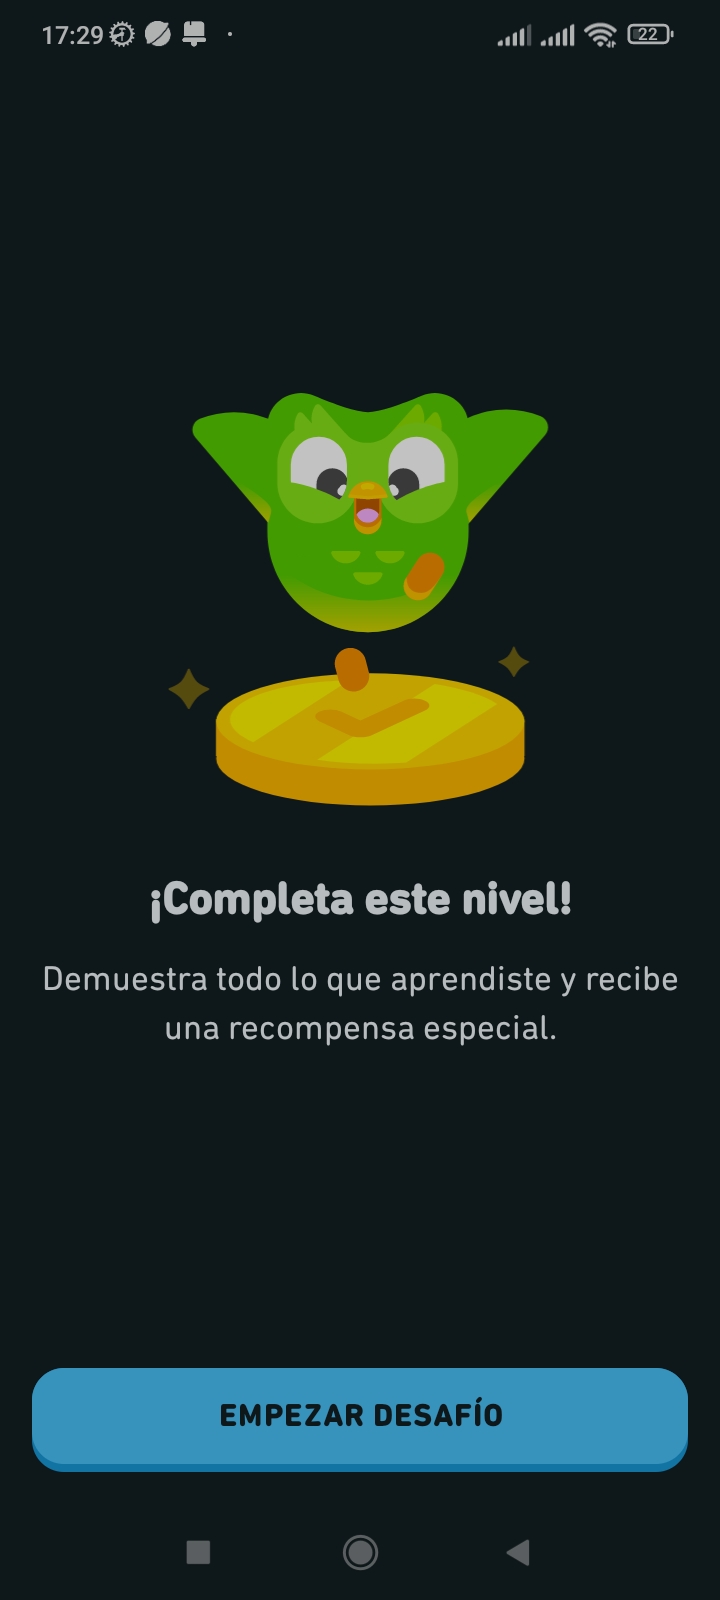 17:29
22
¡Completa este nivel!
Demuestra todo lo que aprendiste y recibe
una recompensa especial.
EMPEZAR DESAFÍO